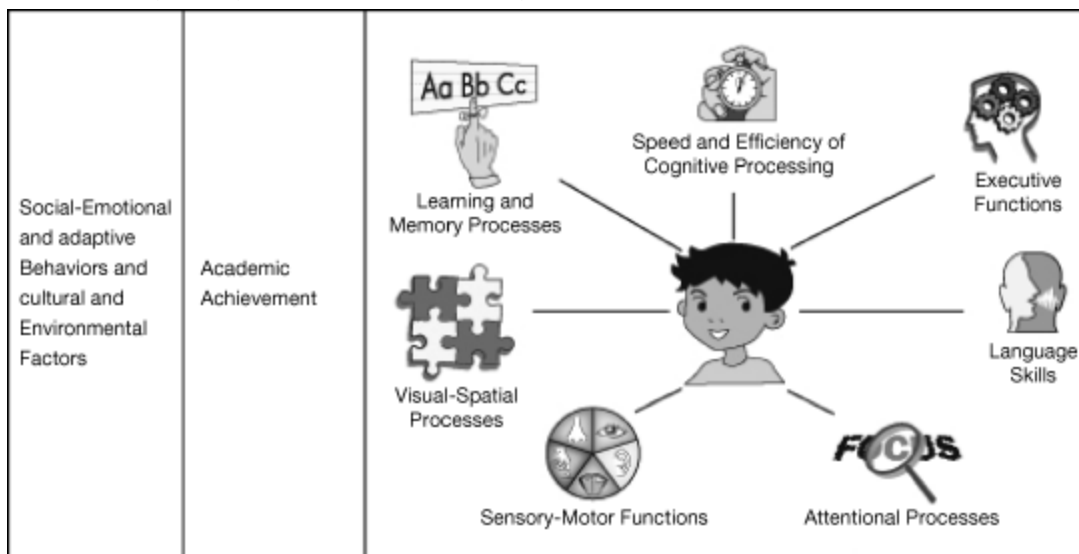 Social-Emotional
and adaptive
Behaviors and
cultural and
Environmental
Factors
Academic
Achievement
Aa Bb Cc
Learning and
Memory Processes
Speed and Efficiency of
Cognitive Processing
Executive
Functions
Visual-Spatial
Processes
Language
Skills
Sensory-Motor Functions
FOCUS
Attentional Processes